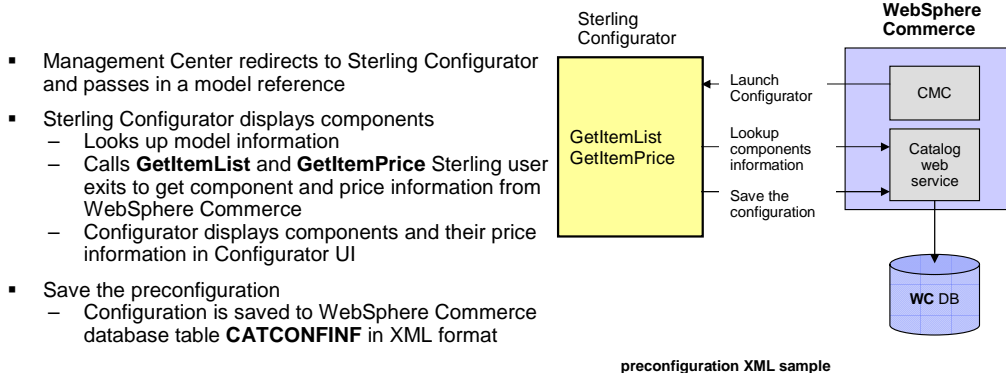 ▪ Management Center redirects to Sterling Configurator
and passes in a model reference
▪ Sterling Configurator displays components
– Looks up model information
– Calls GetItemList and GetItemPrice Sterling user
exits to get component and price information from
WebSphere Commerce
– Configurator displays components and their price
information in Configurator UI
▪ Save the preconfiguration
– Configuration is saved to WebSphere Commerce
database table CATCONFINF in XML format
Sterling
Configurator
GetItemList
GetItemPrice
Launch
Configurator
Lookup
components
information
Save the
configuration
WebSphere
Commerce
CMC
Catalog
web
service
WC DB
preconfiguration XML sample